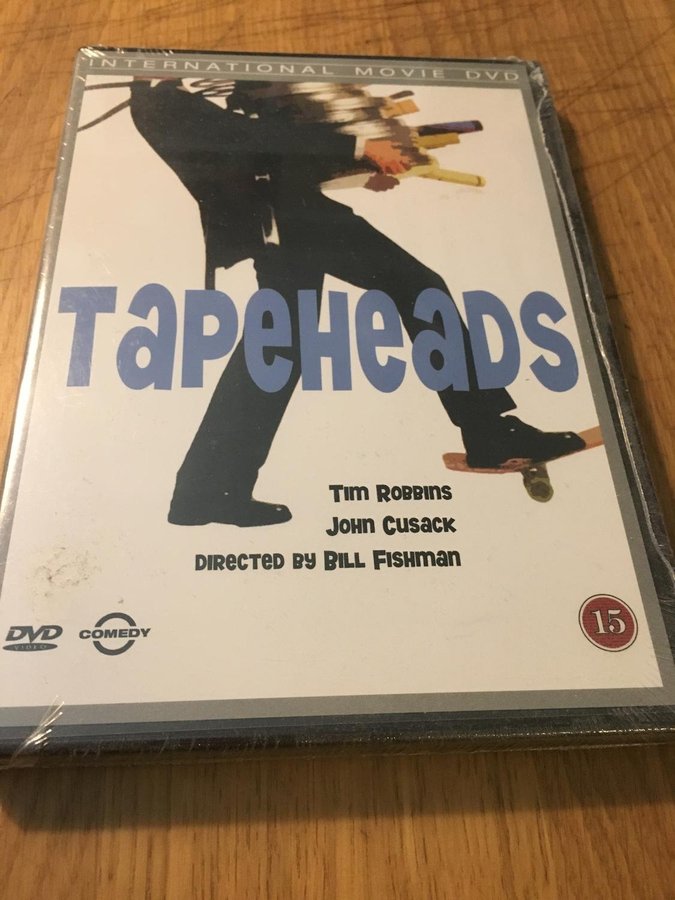 INTERNATIONAL MOVIE DVD
TAPEHEADS
TIM ROBBINS
JOHN CUSACK
DIRECTED BY BILL FISHMAN
DVD
VIDEO
COMEDY
15